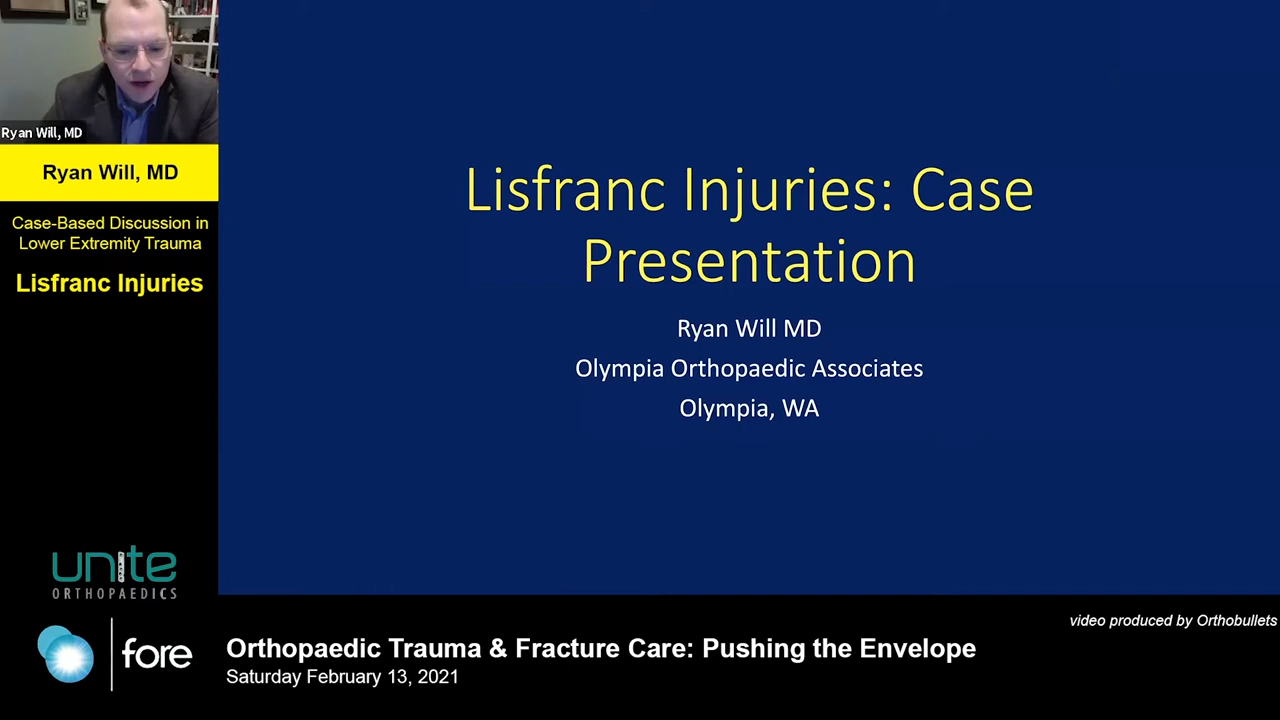 Ryan Will, MD
Ryan Will, MD
Case-Based Discussion in
Lower Extremity Trauma
Lisfranc Injuries
Lisfranc Injuries: Case
Presentation
Ryan Will MD
Olympia Orthopaedic Associates
Olympia, WA
unite
ORTHOPAEDICS
fore
video produced by Orthobullets
Orthopaedic Trauma & Fracture Care: Pushing the Envelope
Saturday February 13, 2021